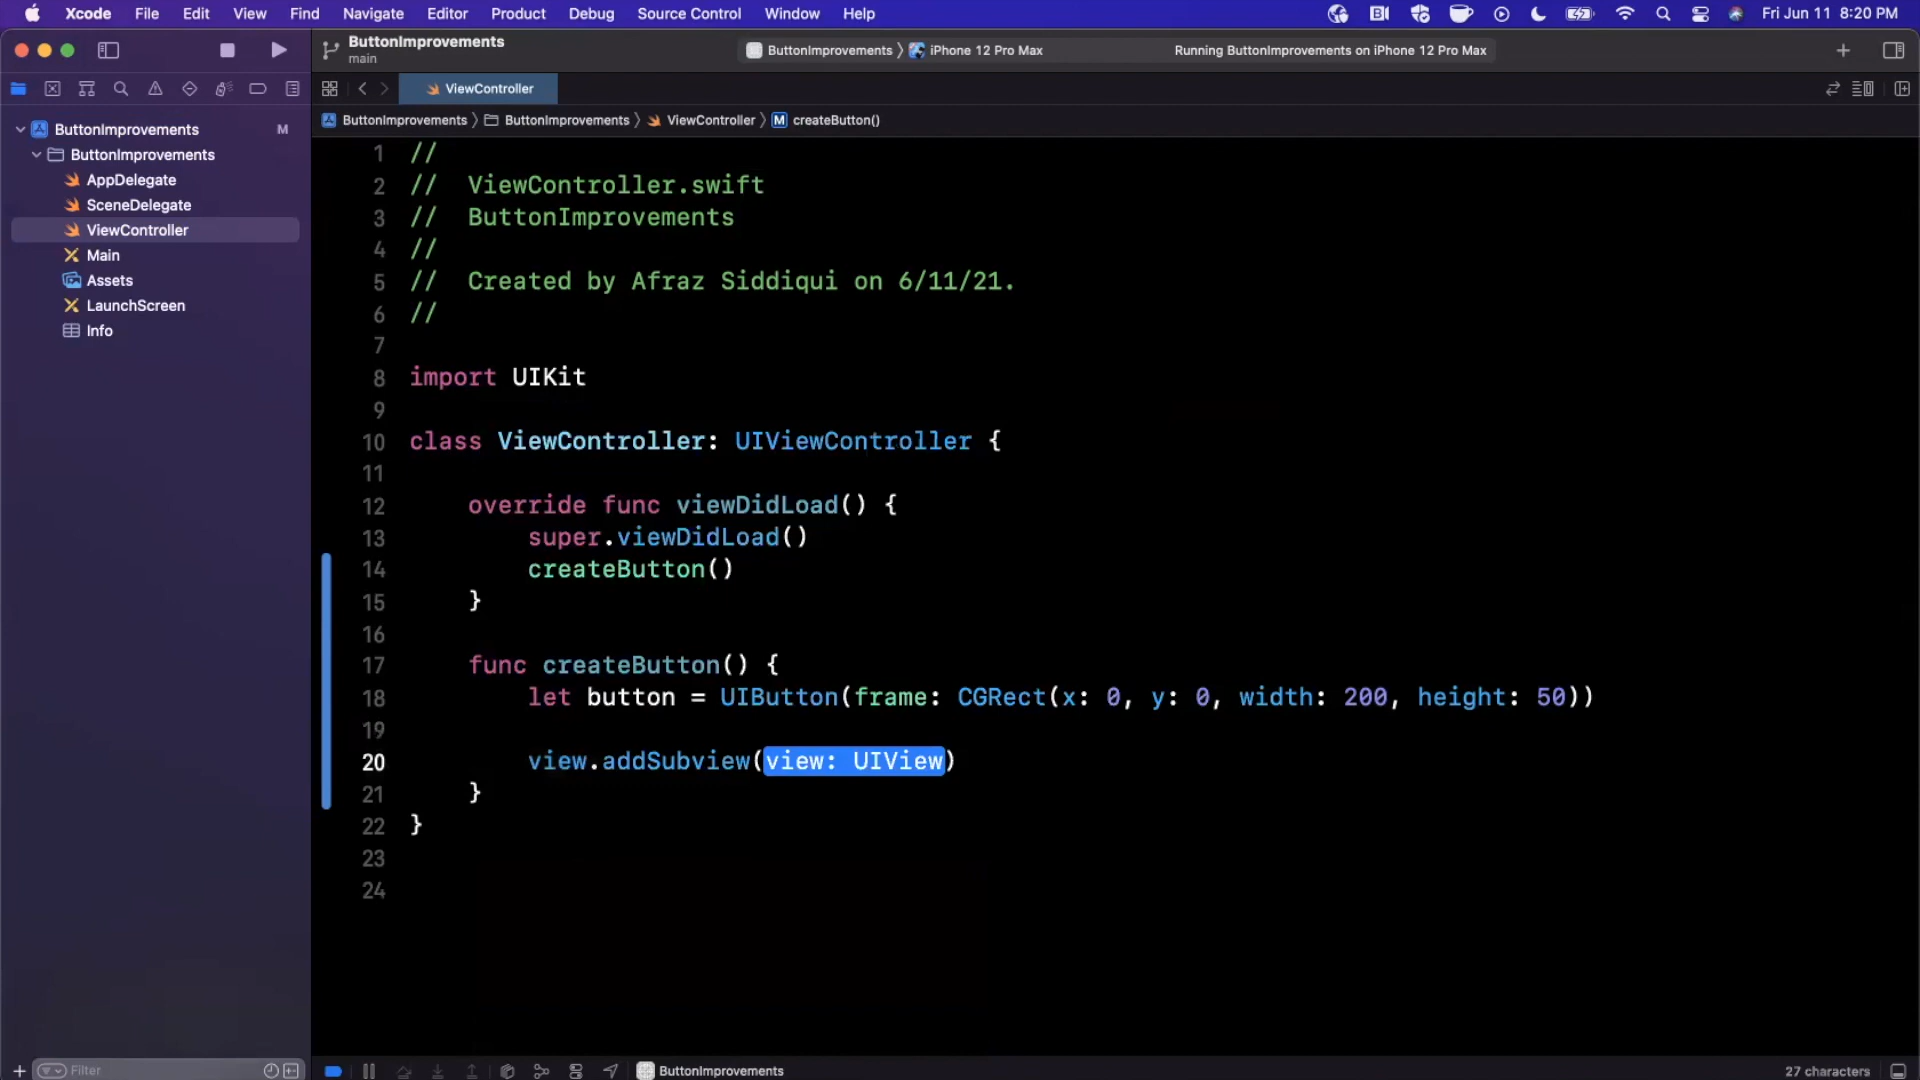 Xcode File Edit View Find Navigate Editor Product Debug Source Control Window Help Fri Jun 11 8:20 PM
ButtonImprovements
main
ButtonImprovements iPhone 12 Pro Max Running ButtonImprovements on iPhone 12 Pro Max
ViewController
ButtonImprovements ButtonImprovements ViewController M createButton()
ButtonImprovements M
ButtonImprovements
AppDelegate
SceneDelegate
ViewController
Main
Assets
LaunchScreen
Info
1 //
2 // ViewController.swift
3 // ButtonImprovements
4 //
5 // Created by Afraz Siddiqui on 6/11/21.
6 //
7
8 import UIKit
9
10 class ViewController: UIViewController {
11
12 override func viewDidLoad() {
13 super.viewDidLoad()
14 createButton()
15 }
16
17 func createButton() {
18 let button = UIButton(frame: CGRect(x: 0, y: 0, width: 200, height: 50))
19
20 view.addSubview(view: UIView)
21 }
22 }
23
24
Filter
ButtonImprovements
27 characters